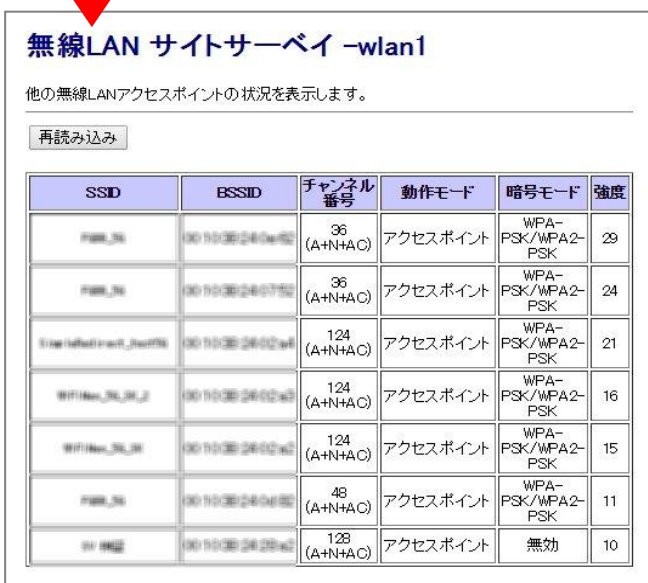 無線LAN サイトサーベイ -wlan1
他の無線LANアクセスポイントの状況を表示します。
再読み込み
SSID BSSID チャンネル番号 動作モード 暗号モード 強度
36 (A+N+AC) アクセスポイント WPA-PSK/WPA2-PSK 29
36 (A+N+AC) アクセスポイント WPA-PSK/WPA2-PSK 24
124 (A+N+AC) アクセスポイント WPA-PSK/WPA2-PSK 21
124 (A+N+AC) アクセスポイント WPA-PSK/WPA2-PSK 16
124 (A+N+AC) アクセスポイント WPA-PSK/WPA2-PSK 15
48 (A+N+AC) アクセスポイント WPA-PSK/WPA2-PSK 11
128 (A+N+AC) アクセスポイント 無効 10